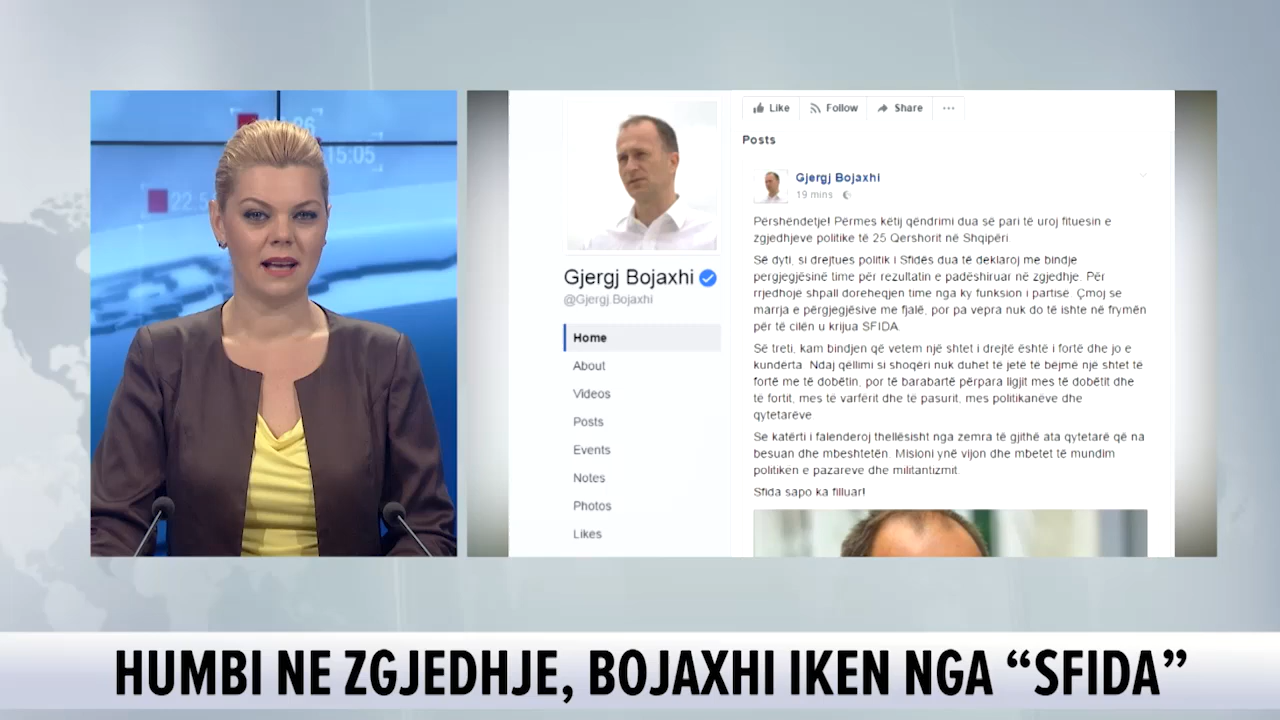 15:05
22.5
Like Follow Share ...
Posts
Gjergj Bojaxhi
19 mins
Përshëndetje! Përmes këtij qëndrimi dua së pari të uroj fituesin e
zgjedhjeve politike të 25 Qershorit në Shqipëri.
Së dyti, si drejtues politik i Sfidës dua të deklaroj me bindje
pergjegjësinë time për rezultatin e padëshiruar në zgjedhje. Për
rrjedhojë shpall doreheqjen time nga ky funksion i partisë. Çmoj se
marrja e përgjegjësive me fjalë, por pa vepra nuk do të ishte në frymën
për të cilën u krijua SFIDA.
Së treti, kam bindjen që vetem një shtet i drejtë është i fortë dhe jo e
kundërta. Ndaj qëllimi si shoqëri nuk duhet të jetë të bëjmë një shtet të
fortë me të dobëtin, por të barabartë përpara ligjit mes të dobëtit dhe
të fortit, mes të varfërit dhe të pasurit, mes politikanëve dhe
qytetarëve
Se katërti i falenderoj thellësisht nga zemra të gjithë ata qytetarë që na
besuan dhe mbeshtetën. Misioni ynë vijon dhe mbetet të mundim
politiken e pazareve dhe militantizmit.
Sfida sapo ka filluar!
Gjergj Bojaxhi
@Gjergj.Bojaxhi
Home
About
Videos
Posts
Events
Notes
Photos
Likes
HUMBI NE ZGJEDHJE, BOJAXHI IKEN NGA “SFIDA”